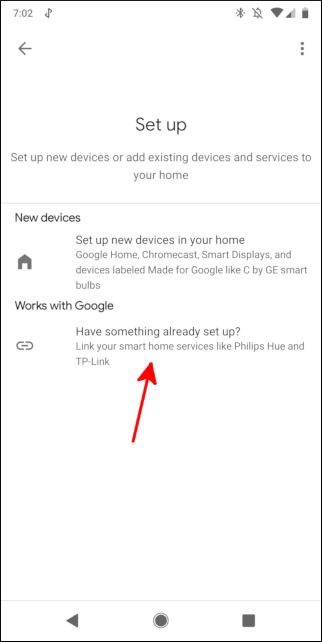 7:02
Set up
Set up new devices or add existing devices and services to
your home
New devices
Set up new devices in your home
Google Home, Chromecast, Smart Displays, and
devices labeled Made for Google like C by GE smart
bulbs
Works with Google
Have something already set up?
Link your smart home services like Philips Hue and
TP-Link